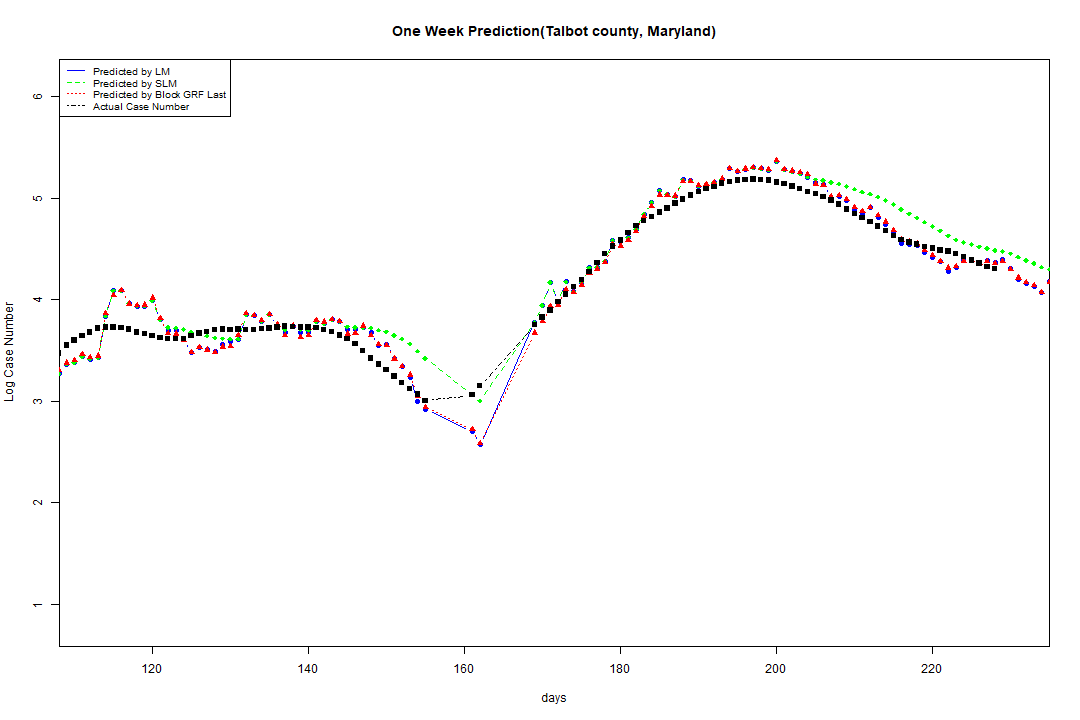 One Week Prediction(Talbot county, Maryland)
Predicted by LM
Predicted by SLM
Predicted by Block GRF Last
Actual Case Number
6
5
4
3
2
1
Log Case Number
120 140 160 180 200 220
days